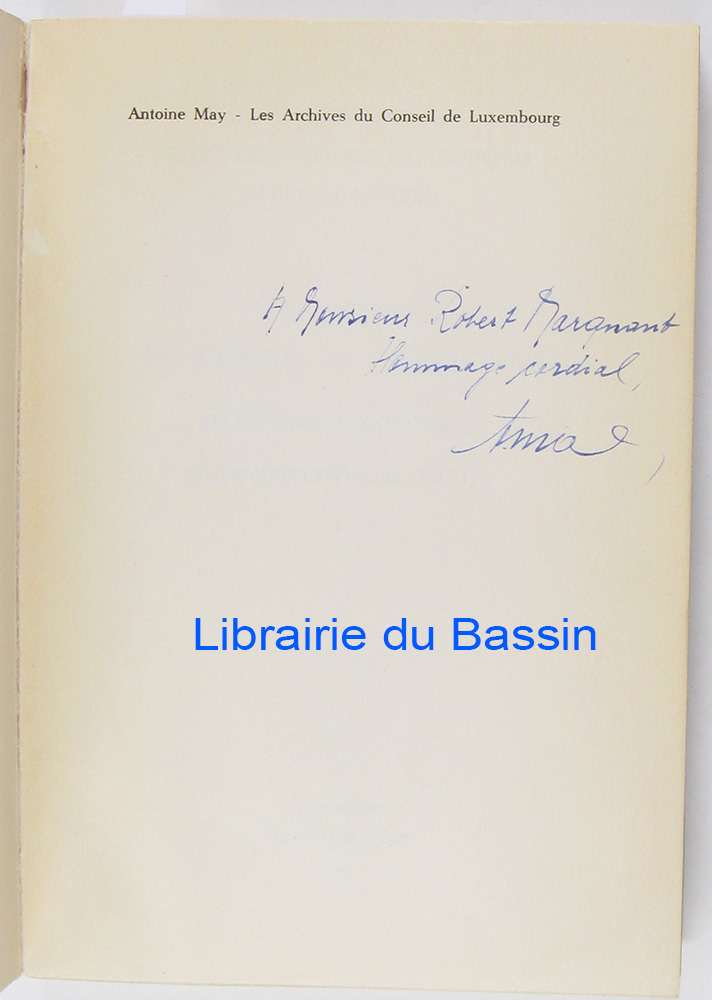 Antoine May - Les Archives du Conseil de Luxembourg
A Monsieur Robert Margnant
Hommage cordial,
Librairie du Bassin